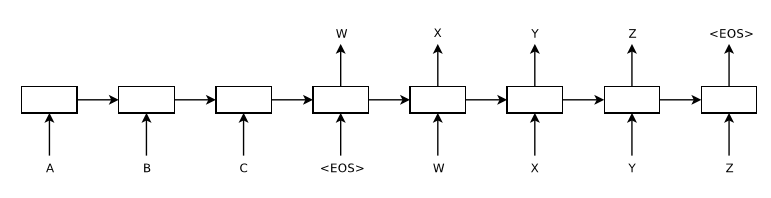 W X Y Z <EOS>
A B C <EOS> W X Y Z